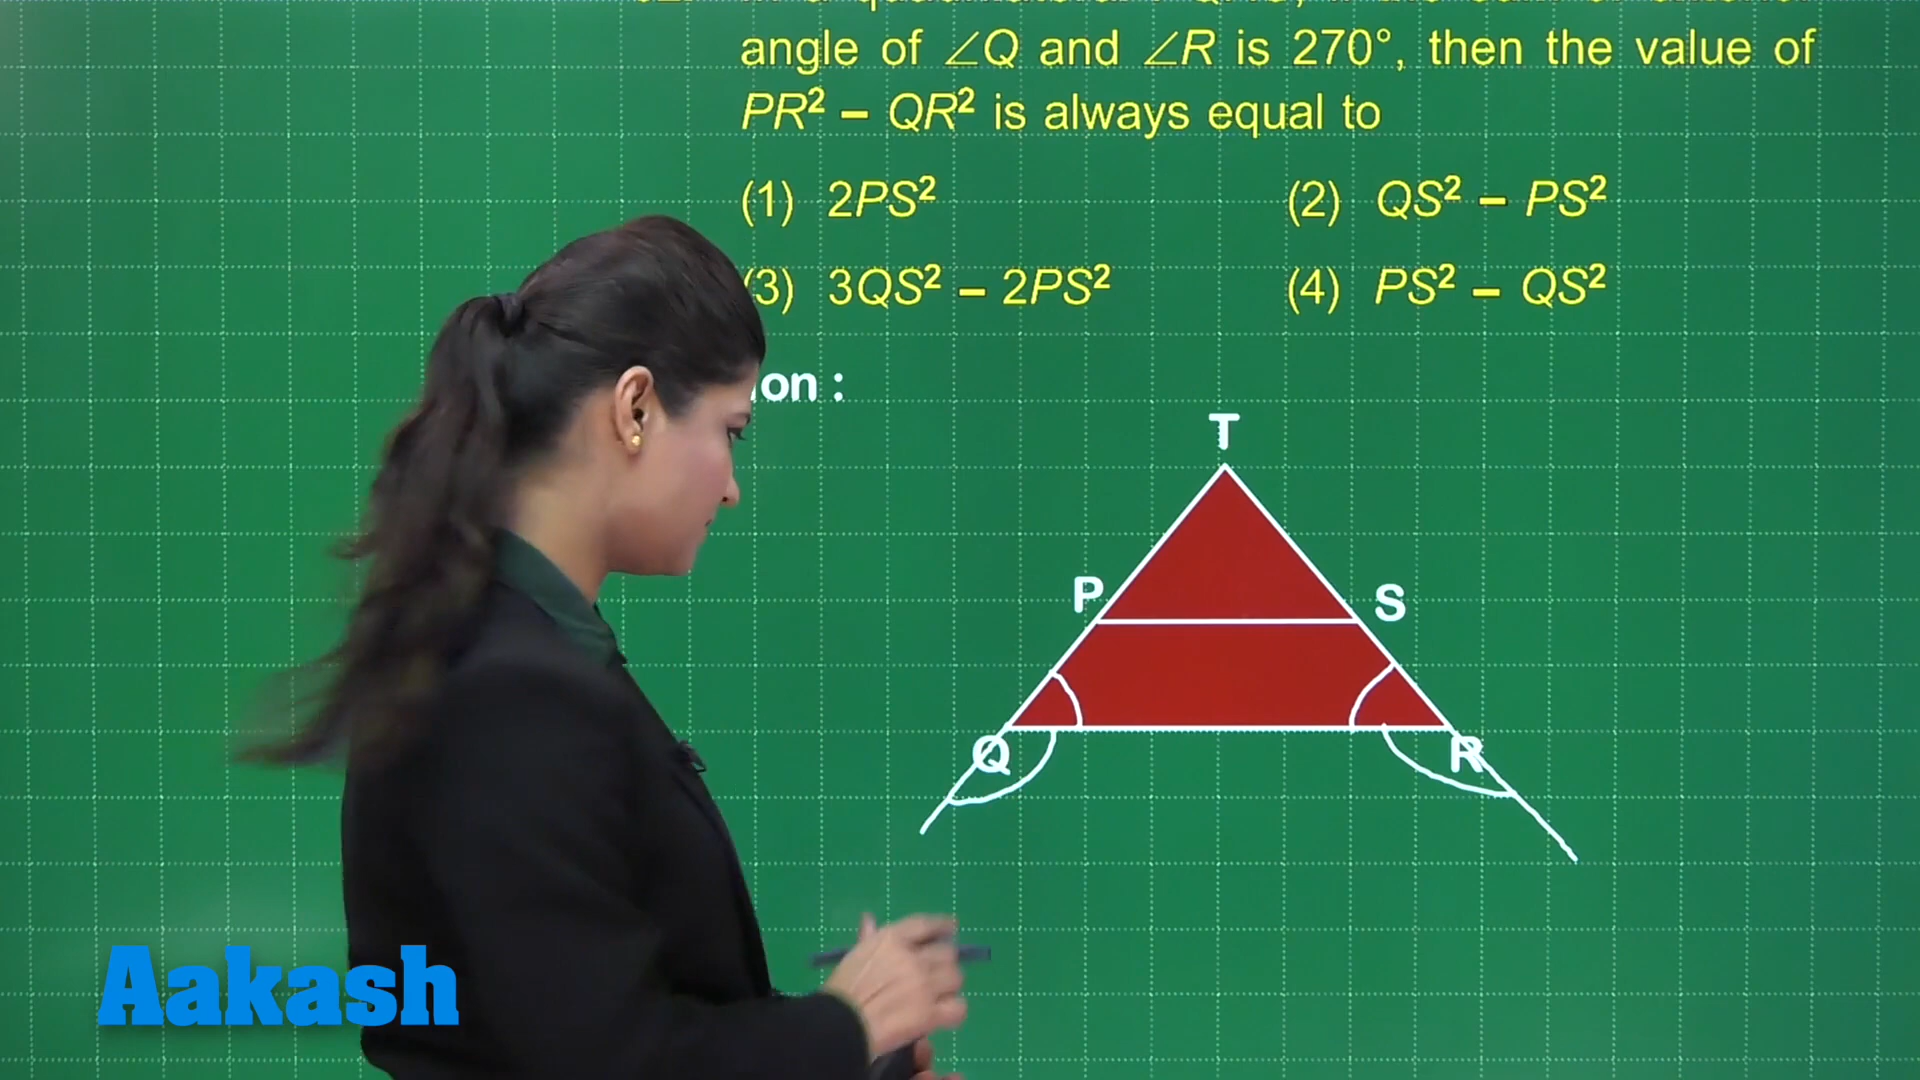 angle of ∠Q and ∠R is 270°, then the value of
PR² – QR² is always equal to
(1) 2PS²
(2) QS² – PS²
(3) 3QS² – 2PS²
(4) PS² – QS²
ion :
T
P
S
Q
R
Aakash